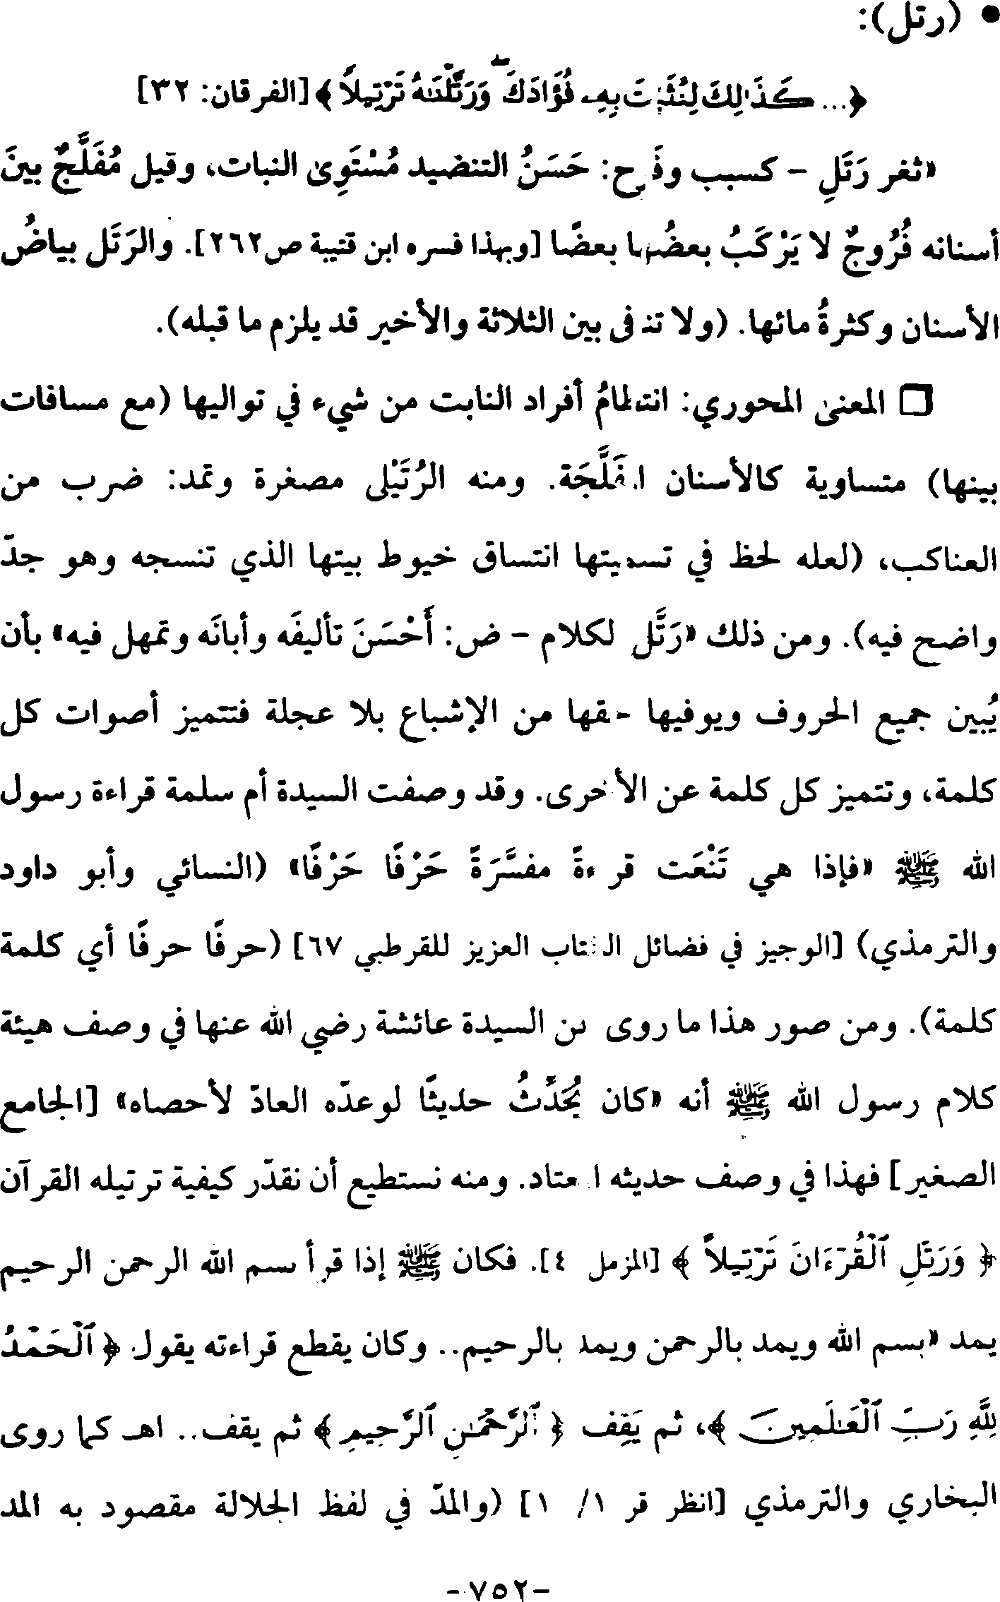 • (رتل):
﴿... كَذَٰلِكَ لِنُثَبِّتَ بِهِۦ فُؤَادَكَ ۖ وَرَتَّلْنَٰهُ تَرْتِيلًا﴾ [الفرقان: ٣٢]
«ثغر رَتَلِ - كسبب وفَرِح: حَسَنُ التنضيد مُسْتَوِى النبات، وقيل مُفَلَّجٌ بينَ
أسنانه فُرُوجٌ لا يَرْكَبُ بعضُها بعضًا [وبهذا فسره ابن قتيبة ص٢٦٢]. والرَتَل بياضُ
الأسنان وكثرةُ مائها. (ولا تنافى بين الثلاثة والأخير قد يلزم ما قبله).
□ المعنى المحوري: انتظامُ أفراد النابت من شيء في تواليها (مع مسافات
بينها) متساوية كالأسنان المُفَلَّجَة. ومنه الرُتَيْلى مصغرة وتمد: ضرب من
العناكب، (لعله لحظ في تسميتها انتساق خيوط بيتها الذي تنسجه وهو جدّ
واضح فيه). ومن ذلك «رَتَّل الكلام - ض: أَحْسَنَ تأليفَه وأبانَه وتمهل فيه» بأن
يُبين جميع الحروف ويوفيها حقها من الإشباع بلا عجلة فتتميز أصوات كل
كلمة، وتتميز كل كلمة عن الأخرى. وقد وصفت السيدة أم سلمة قراءة رسول
الله ﷺ «فإذا هي تَنْعَت قراءةً مفسَّرَةً حَرْفًا حَرْفًا» (النسائي وأبو داود
والترمذي) [الوجيز في فضائل الكتاب العزيز للقرطبي ٦٧] (حرفًا حرفًا أي كلمة
كلمة). ومن صور هذا ما روى عن السيدة عائشة رضي الله عنها في وصف هيئة
كلام رسول الله ﷺ أنه «كان يُحَدِّثُ حديثًا لو عدّه العادّ لأحصاه» [الجامع
الصغير] فهذا في وصف حديثه المعتاد. ومنه نستطيع أن نقدّر كيفية ترتيله القرآن
﴿ وَرَتِّلِ ٱلْقُرْءَانَ تَرْتِيلًا ﴾ [المزمل ٤]. فكان ﷺ إذا قرأ بسم الله الرحمن الرحيم
يمد «بسم الله ويمد بالرحمن ويمد بالرحيم.. وكان يقطع قراءته يقول ﴿ ٱلْحَمْدُ
لِلَّهِ رَبِّ ٱلْعَٰلَمِينَ ﴾، ثم يَقِف ﴿ ٱلرَّحْمَٰنِ ٱلرَّحِيمِ ﴾ ثم يقف.. اهـ كما روى
البخاري والترمذي [انظر قر ١/ ١] (والمدّ في لفظ الجلالة مقصود به المد
-٧٥٢-